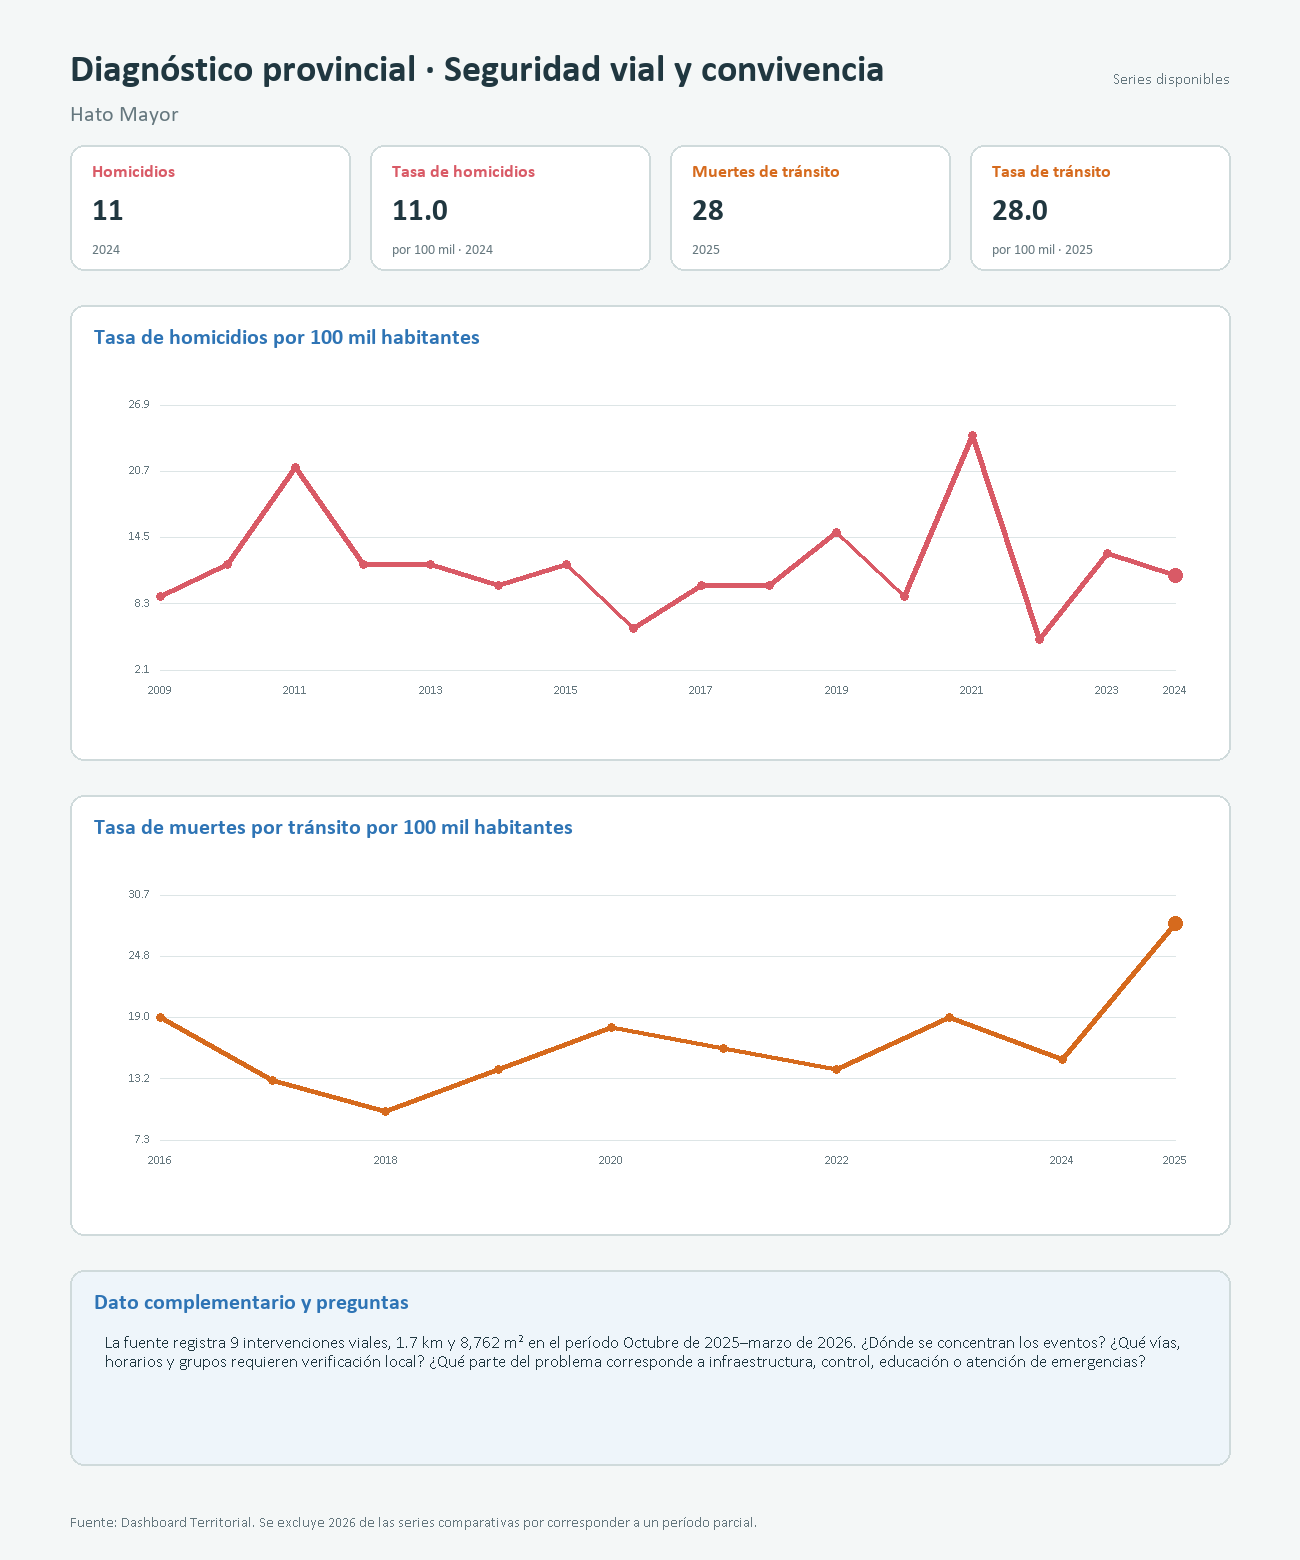 Diagnóstico provincial · Seguridad vial y convivencia
Series disponibles
Hato Mayor
Homicidios
11
2024
Tasa de homicidios
11.0
por 100 mil · 2024
Muertes de tránsito
28
2025
Tasa de tránsito
28.0
por 100 mil · 2025
Tasa de homicidios por 100 mil habitantes
26.9
20.7
14.5
8.3
2.1
2009 2011 2013 2015 2017 2019 2021 2023 2024
Tasa de muertes por tránsito por 100 mil habitantes
30.7
24.8
19.0
13.2
7.3
2016 2018 2020 2022 2024 2025
Dato complementario y preguntas
La fuente registra 9 intervenciones viales, 1.7 km y 8,762 m² en el período Octubre de 2025–marzo de 2026. ¿Dónde se concentran los eventos? ¿Qué vías,
horarios y grupos requieren verificación local? ¿Qué parte del problema corresponde a infraestructura, control, educación o atención de emergencias?
Fuente: Dashboard Territorial. Se excluye 2026 de las series comparativas por corresponder a un período parcial.